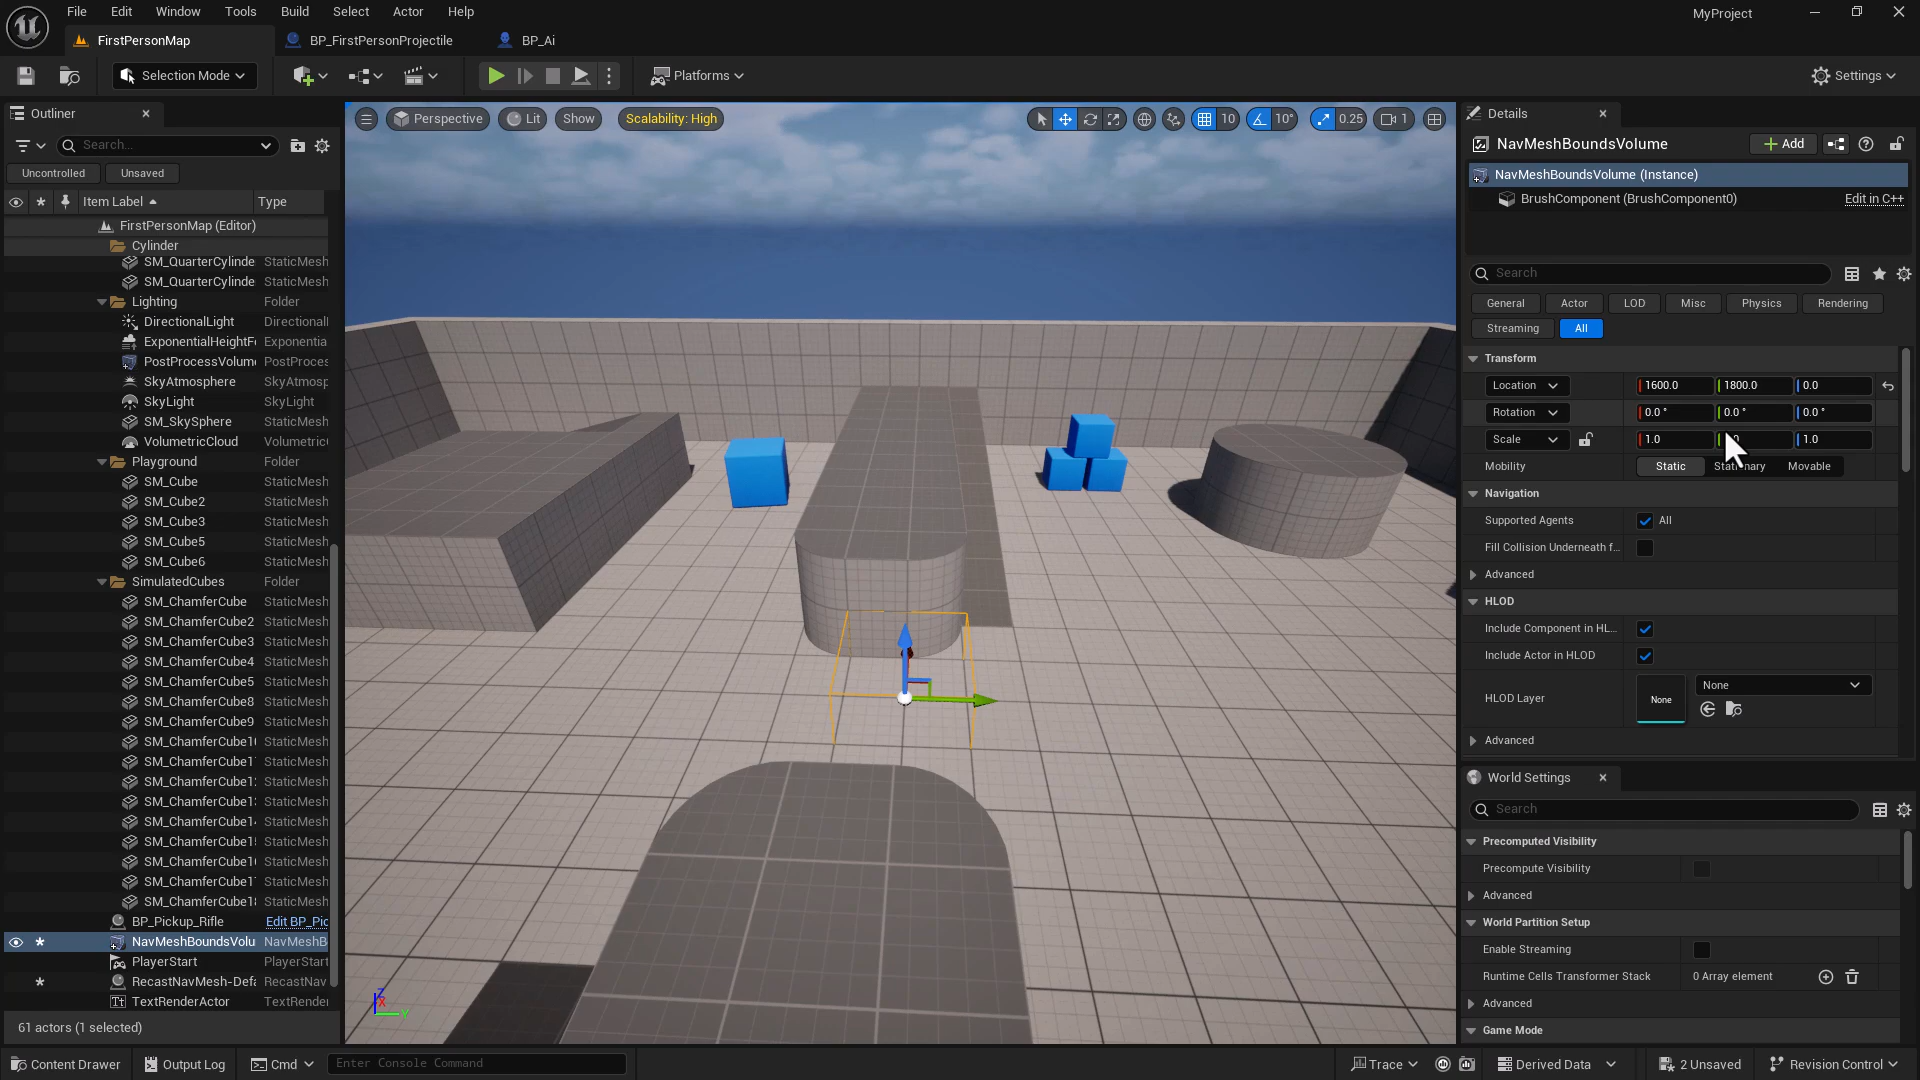 File Edit Window Tools Build Select Actor Help
MyProject
FirstPersonMap BP_FirstPersonProjectile BP_Ai
Selection Mode
Platforms
Settings
Outliner
Search...
Uncontrolled Unsaved
Item Label Type
FirstPersonMap (Editor)
Cylinder
SM_QuarterCylinde StaticMesh
SM_QuarterCylinde StaticMesh
Lighting Folder
DirectionalLight Directional
ExponentialHeightF Exponentia
PostProcessVolum PostProces
SkyAtmosphere SkyAtmosp
SkyLight SkyLight
SM_SkySphere StaticMesh
VolumetricCloud Volumetric
Playground Folder
SM_Cube StaticMesh
SM_Cube2 StaticMesh
SM_Cube3 StaticMesh
SM_Cube5 StaticMesh
SM_Cube6 StaticMesh
SimulatedCubes Folder
SM_ChamferCube StaticMesh
SM_ChamferCube2 StaticMesh
SM_ChamferCube3 StaticMesh
SM_ChamferCube4 StaticMesh
SM_ChamferCube5 StaticMesh
SM_ChamferCube8 StaticMesh
SM_ChamferCube9 StaticMesh
SM_ChamferCube1 StaticMesh
SM_ChamferCube1 StaticMesh
SM_ChamferCube1 StaticMesh
SM_ChamferCube1 StaticMesh
SM_ChamferCube1 StaticMesh
SM_ChamferCube1 StaticMesh
SM_ChamferCube1 StaticMesh
SM_ChamferCube1 StaticMesh
SM_ChamferCube1 StaticMesh
BP_Pickup_Rifle Edit BP_Pic
NavMeshBoundsVolu NavMeshB
PlayerStart PlayerStart
RecastNavMesh-Defa RecastNav
TextRenderActor TextRende
61 actors (1 selected)
Perspective Lit Show Scalability: High
10 10° 0.25 1
Details
NavMeshBoundsVolume
Add
NavMeshBoundsVolume (Instance)
BrushComponent (BrushComponent0) Edit in C++
Search
General Actor LOD Misc Physics Rendering
Streaming All
Transform
Location 1600.0 1800.0 0.0
Rotation 0.0 ° 0.0 ° 0.0 °
Scale 1.0 1.0
Mobility Static Movable
Navigation
Supported Agents All
Fill Collision Underneath f...
Advanced
HLOD
Include Component in HL...
Include Actor in HLOD
HLOD Layer None None
Advanced
World Settings
Search
Precomputed Visibility
Precompute Visibility
Advanced
World Partition Setup
Enable Streaming
Runtime Cells Transformer Stack 0 Array element
Advanced
Game Mode
Z X Y
Content Drawer Output Log Cmd Enter Console Command
Trace Derived Data 2 Unsaved Revision Control